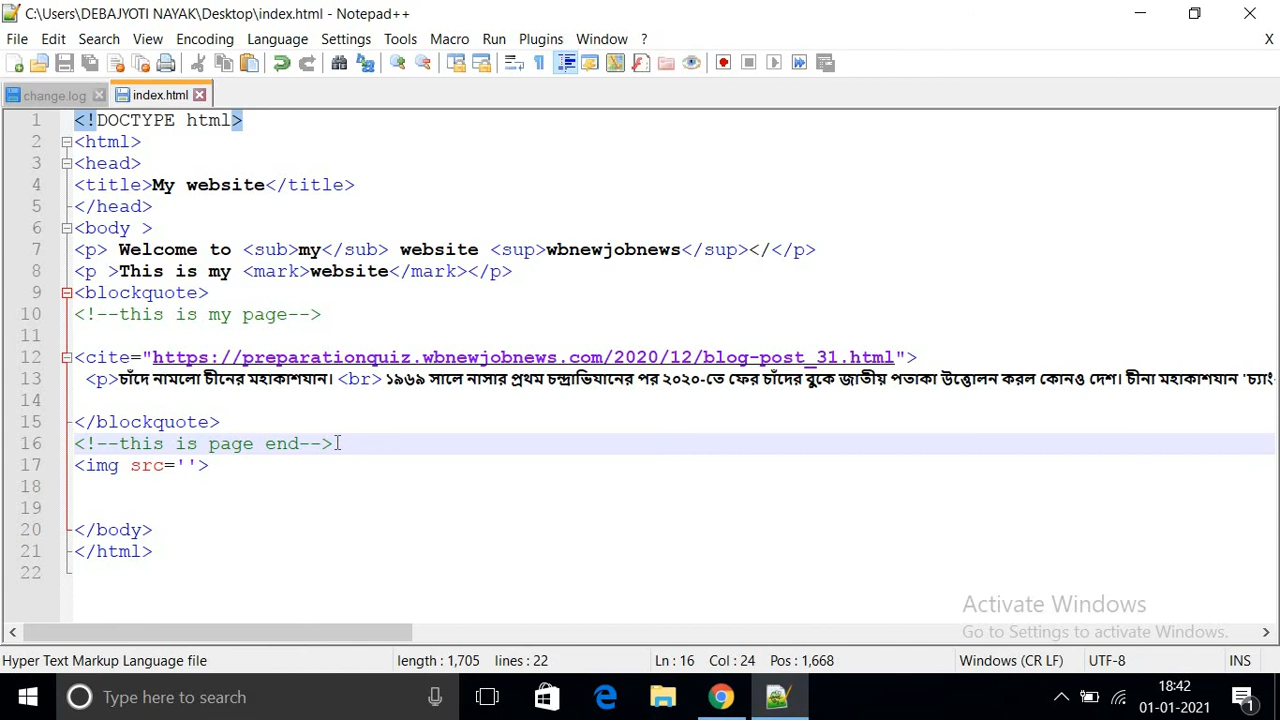 C:\Users\DEBAJYOTI NAYAK\Desktop\index.html - Notepad++
File Edit Search View Encoding Language Settings Tools Macro Run Plugins Window ? X
change.log index.html
1 <!DOCTYPE html>
2 <html>
3 <head>
4 <title>My website</title>
5 </head>
6 <body >
7 <p> Welcome to <sub>my</sub> website <sup>wbnewjobnews</sup></</p>
8 <p >This is my <mark>website</mark></p>
9 <blockquote>
10 <!--this is my page-->
11
12 <cite="https://preparationquiz.wbnewjobnews.com/2020/12/blog-post_31.html">
13 <p>চাঁদে নামলো চীনের মহাকাশযান। <br> ১৯৬৯ সালে নাসার প্রথম চন্দ্রাভিযানের পর ২০২০-তে ফের চাঁদের বুকে জাতীয় পতাকা উত্তোলন করল কোনও দেশ। চীনা মহাকাশযান 'চ্যাং
14
15 </blockquote>
16 <!--this is page end-->
17 <img src=''>
18
19
20 </body>
21 </html>
22
Activate Windows
Go to Settings to activate Windows.
Hyper Text Markup Language file length : 1,705 lines : 22 Ln : 16 Col : 24 Pos : 1,668 Windows (CR LF) UTF-8 INS
Type here to search
18:42
01-01-2021
1